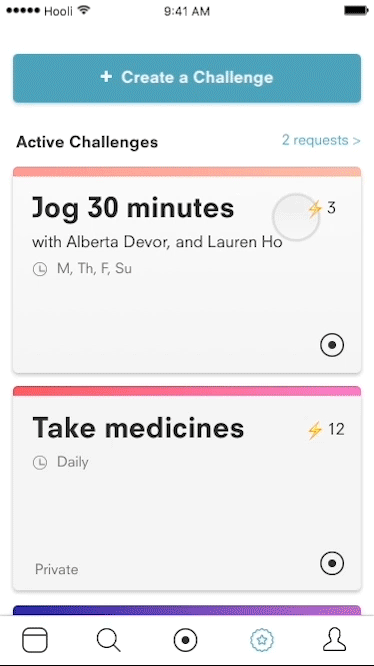 Hooli 9:41 AM
+ Create a Challenge
Active Challenges 2 requests >
Jog 30 minutes ⚡ 3
with Alberta Devor, and Lauren Ho
M, Th, F, Su
Take medicines ⚡ 12
Daily
Private